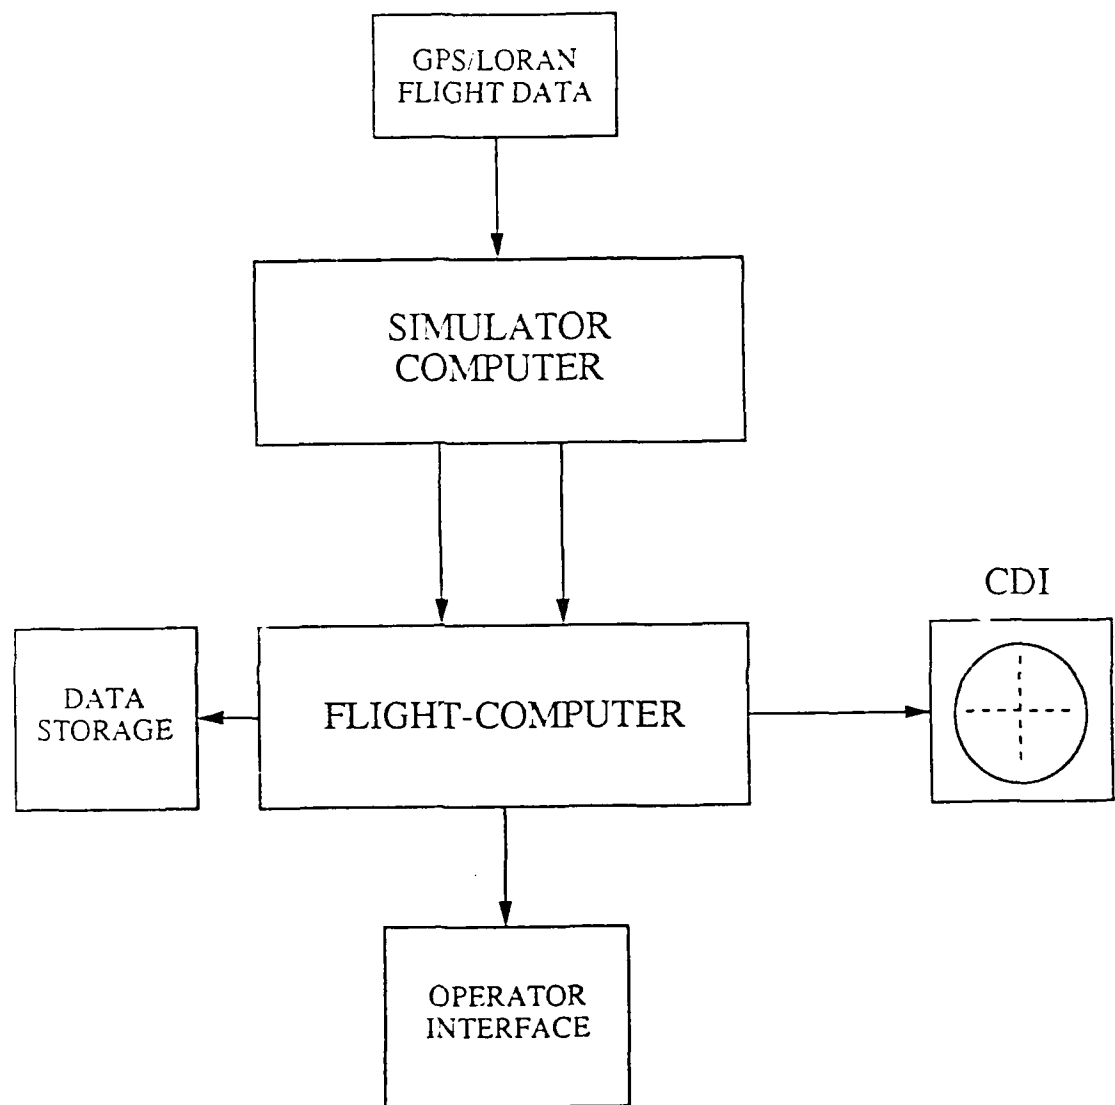 GPS/LORAN
FLIGHT DATA
SIMULATOR
COMPUTER
CDI
DATA
STORAGE
FLIGHT-COMPUTER
OPERATOR
INTERFACE